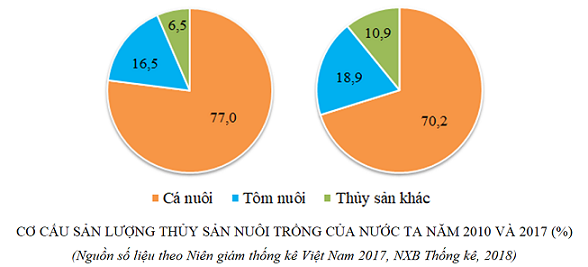 6,5
16,5
77,0
10,9
18,9
70,2
Cá nuôi Tôm nuôi Thủy sản khác
CƠ CẤU SẢN LƯỢNG THỦY SẢN NUÔI TRỒNG CỦA NƯỚC TA NĂM 2010 VÀ 2017 (%)
(Nguồn số liệu theo Niên giám thống kê Việt Nam 2017, NXB Thống kê, 2018)